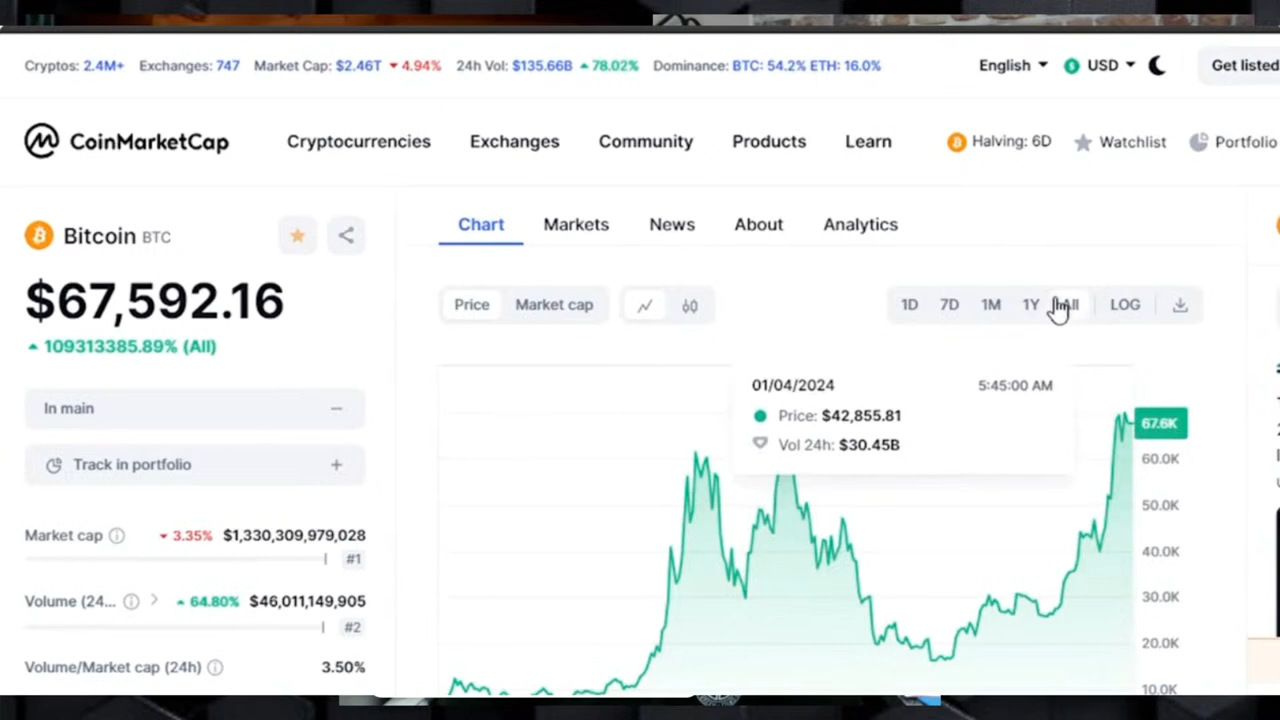 Cryptos: 2.4M+ Exchanges: 747 Market Cap: $2.46T 4.94% 24h Vol: $135.66B 78.02% Dominance: BTC: 54.2% ETH: 16.0% English USD Get listed
CoinMarketCap Cryptocurrencies Exchanges Community Products Learn Halving: 6D Watchlist Portfolio
Bitcoin BTC
$67,592.16
109313385.89% (All)
In main
Track in portfolio
Market cap 3.35% $1,330,309,979,028
#1
Volume (24... 64.80% $46,011,149,905
#2
Volume/Market cap (24h) 3.50%
Chart Markets News About Analytics
Price Market cap 1D 7D 1M 1Y All LOG
01/04/2024 5:45:00 AM
Price: $42,855.81
Vol 24h: $30.45B
67.6K
60.0K
50.0K
40.0K
30.0K
20.0K
10.0K